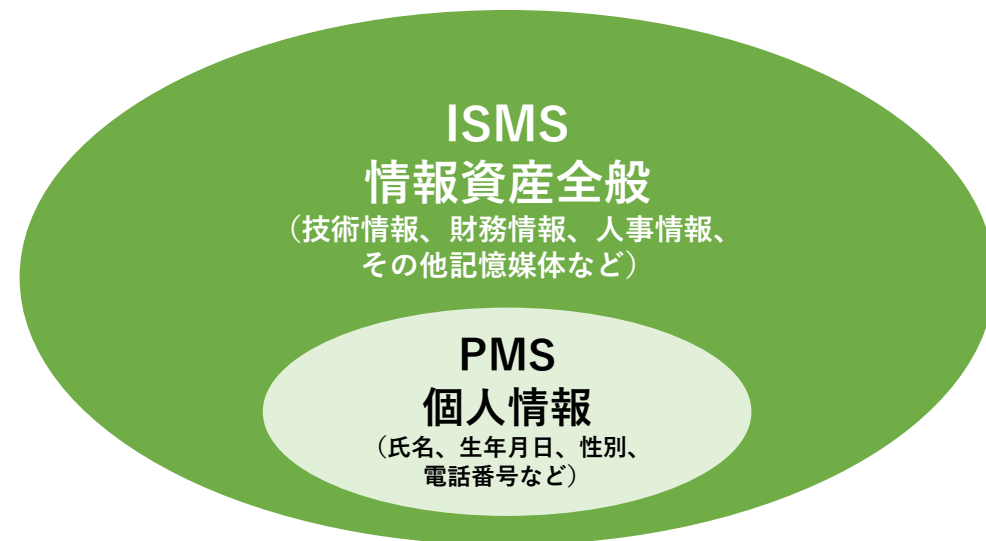 ISMS
情報資産全般
（技術情報、財務情報、人事情報、
その他記憶媒体など）
PMS
個人情報
（氏名、生年月日、性別、
電話番号など）